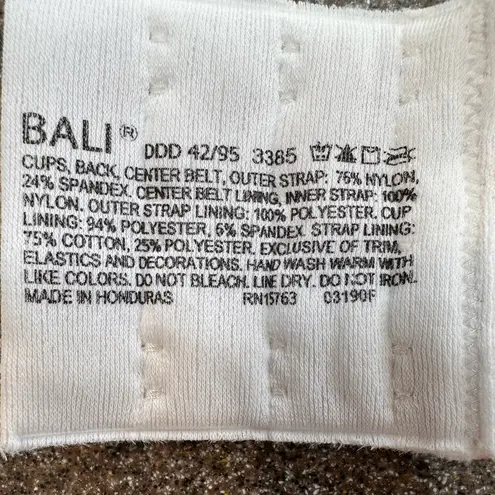 BALI® DDD 42/95 3385
CUPS, BACK, CENTER BELT, OUTER STRAP: 76% NYLON,
24% SPANDEX. CENTER BELT LINING, INNER STRAP: 100%
NYLON. OUTER STRAP LINING: 100% POLYESTER. CUP
LINING: 94% POLYESTER, 6% SPANDEX. STRAP LINING:
75% COTTON, 25% POLYESTER. EXCLUSIVE OF TRIM,
ELASTICS AND DECORATIONS. HAND WASH WARM WITH
LIKE COLORS. DO NOT BLEACH. LINE DRY. DO NOT IRON.
MADE IN HONDURAS RN15763 03190F